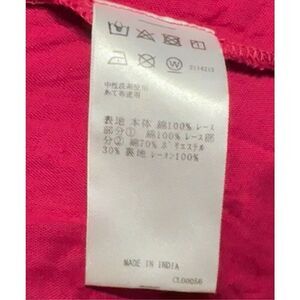 2114213
中性洗剤使用
あて布使用
表地 本体 綿100% レース
部分① 綿100% レース部
分② 綿70% ポリエステル
30% 裏地 レーヨン100%
MADE IN INDIA
CL00056